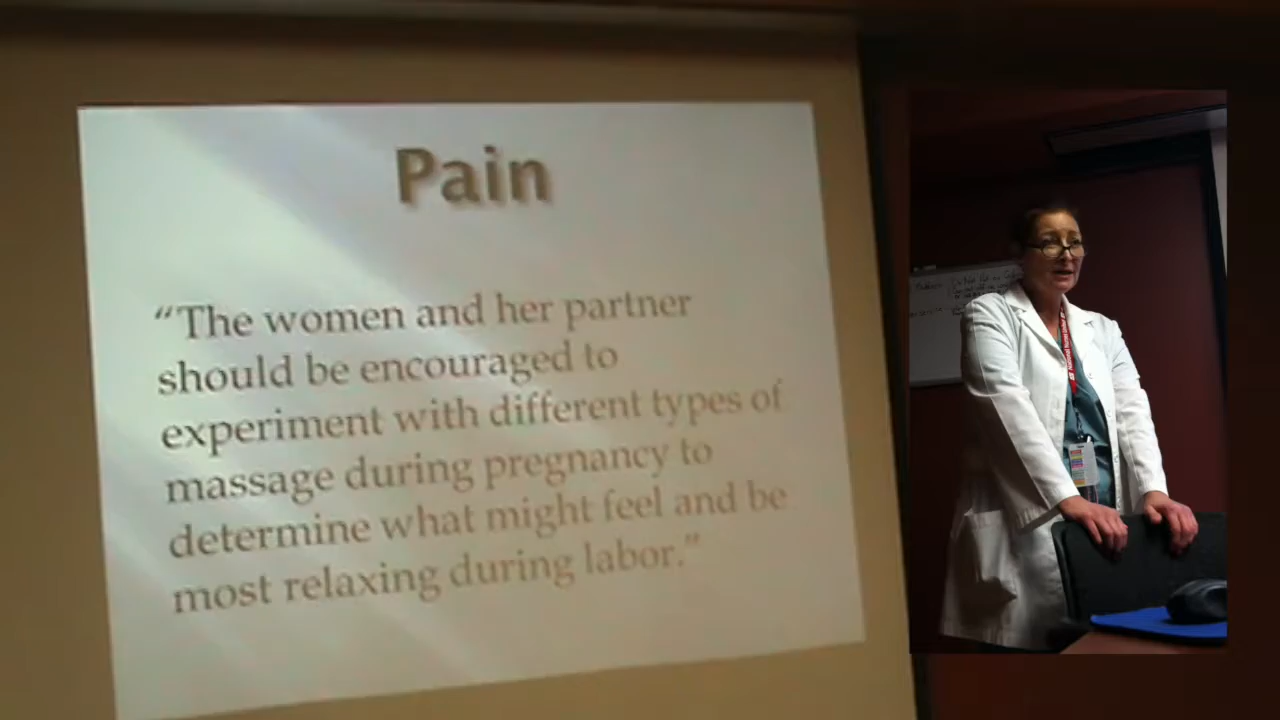 Pain
“The women and her partner
should be encouraged to
experiment with different types of
massage during pregnancy to
determine what might feel and be
most relaxing during labor.”